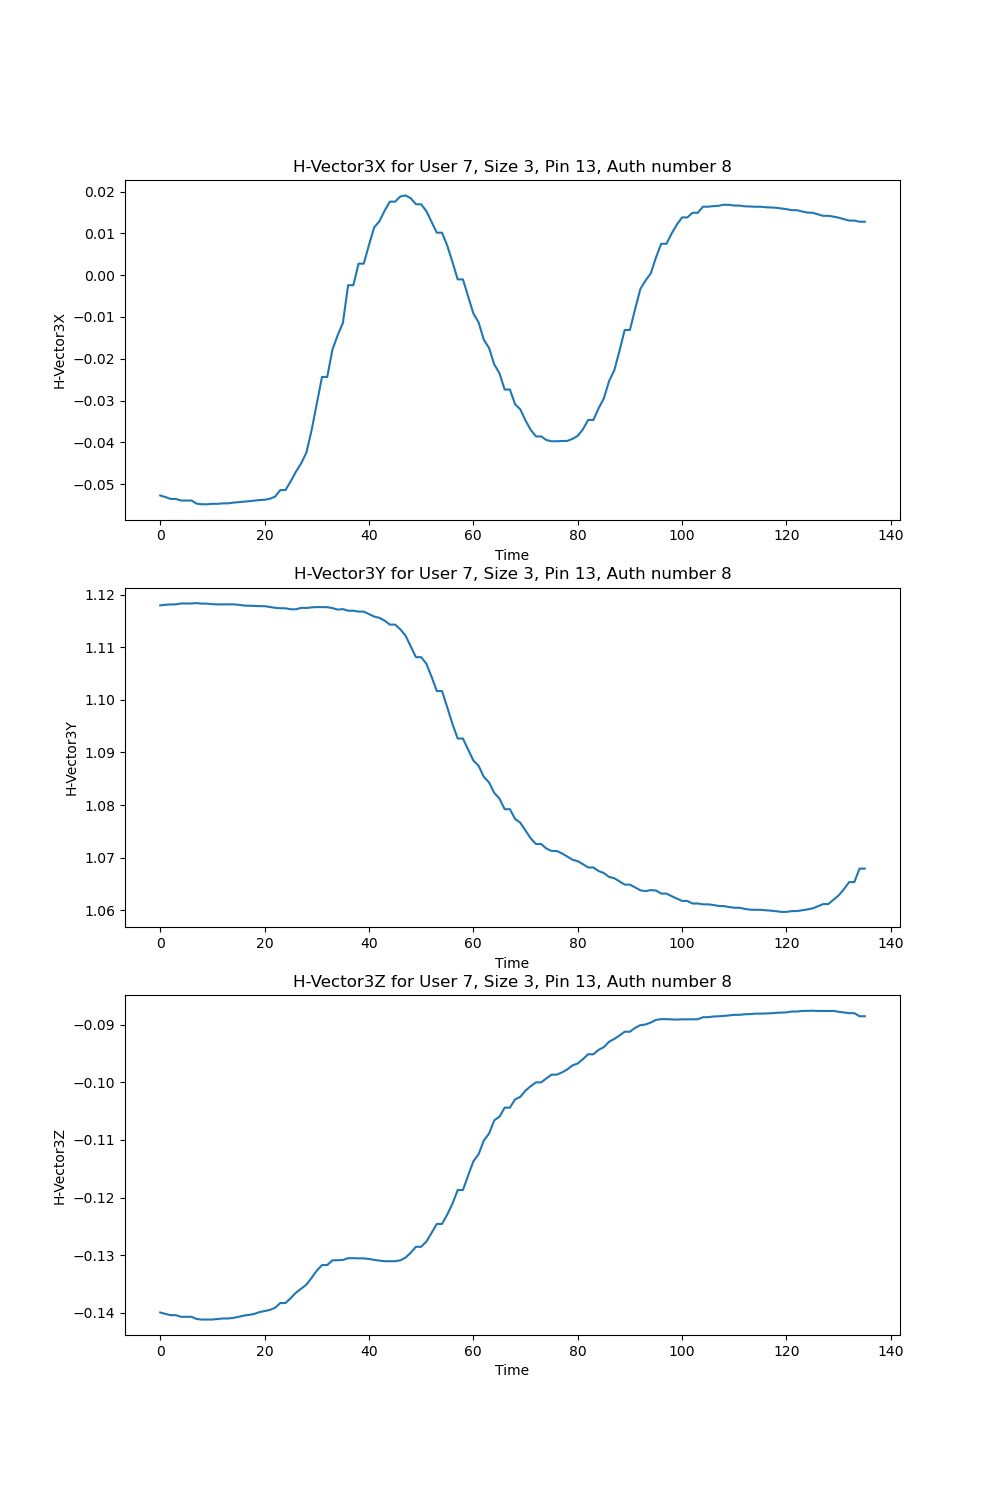 H-Vector3X for User 7, Size 3, Pin 13, Auth number 8
0.02
0.01
0.00
−0.01
−0.02
−0.03
−0.04
−0.05
H-Vector3X
0 20 40 60 80 100 120 140
Time
H-Vector3Y for User 7, Size 3, Pin 13, Auth number 8
1.12
1.11
1.10
1.09
1.08
1.07
1.06
H-Vector3Y
0 20 40 60 80 100 120 140
Time
H-Vector3Z for User 7, Size 3, Pin 13, Auth number 8
−0.09
−0.10
−0.11
−0.12
−0.13
−0.14
H-Vector3Z
0 20 40 60 80 100 120 140
Time